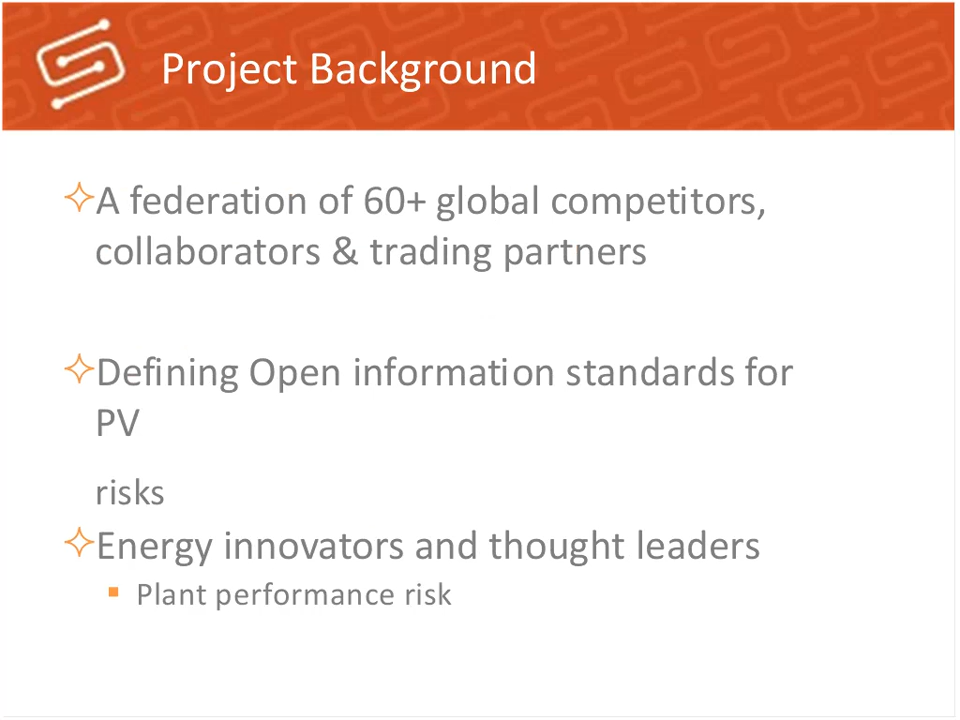 Project Background
A federation of 60+ global competitors,
collaborators & trading partners
Defining Open information standards for
PV
risks
Energy innovators and thought leaders
Plant performance risk